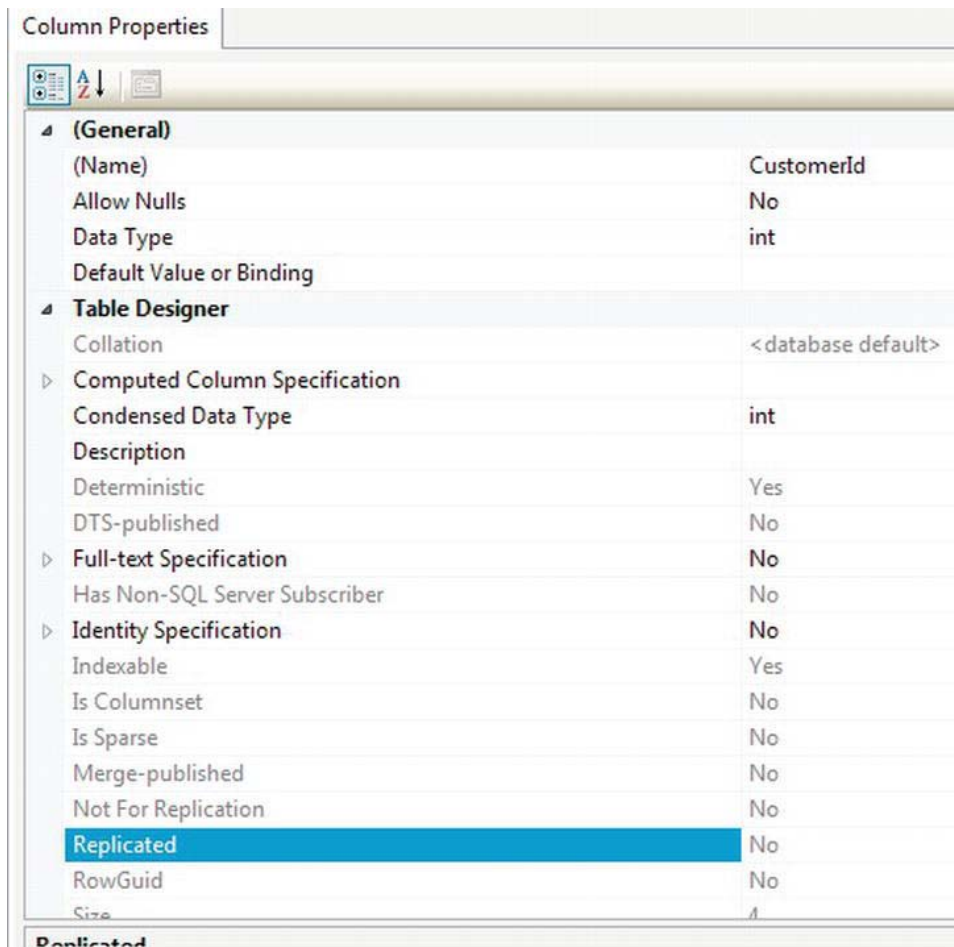 Column Properties
A
Z
(General)
(Name) CustomerId
Allow Nulls No
Data Type int
Default Value or Binding
Table Designer
Collation <database default>
Computed Column Specification
Condensed Data Type int
Description
Deterministic Yes
DTS-published No
Full-text Specification No
Has Non-SQL Server Subscriber No
Identity Specification No
Indexable Yes
Is Columnset No
Is Sparse No
Merge-published No
Not For Replication No
Replicated No
RowGuid No
Size 4
Replicated